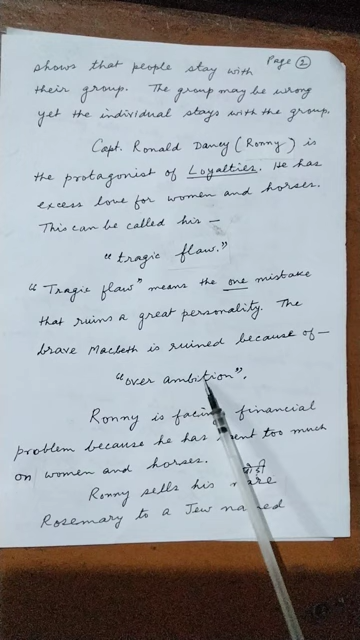 Page 2
shows that people stay with
their group. The group may be wrong
yet the individual stays with the group.
Capt. Ronald Dancy (Ronny) is
the protagonist of Loyalties. He has
excess love for women and horses.
This can be called his —
"tragic flaw."
"Tragic flaw" means the one mistake
that ruins a great personality. The
brave Macbeth is ruined because of —
"over ambition".
Ronny is facing financial
problem because he has spent too much
on women and horses.
घोड़ी
Ronny sells his mare
Rosemary to a Jew named